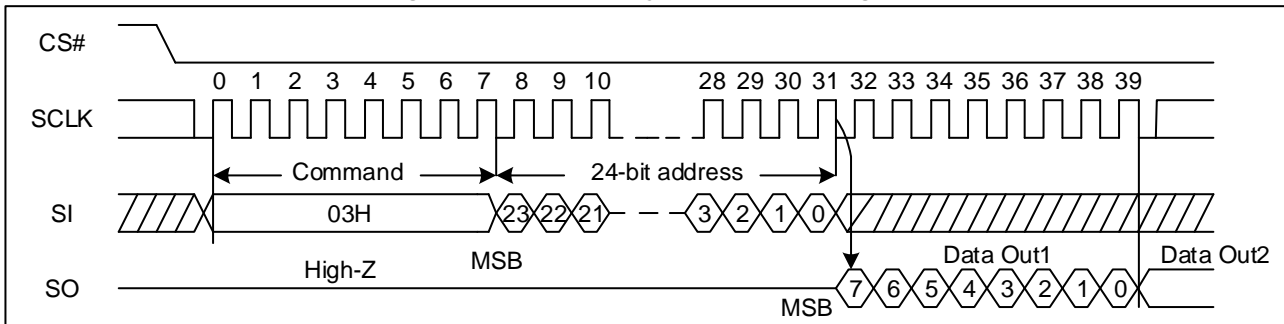 CS#
0 1 2 3 4 5 6 7 8 9 10 28 29 30 31 32 33 34 35 36 37 38 39
SCLK
Command 24-bit address
SI 03H 23 22 21 3 2 1 0
High-Z MSB Data Out1 Data Out2
SO 7 6 5 4 3 2 1 0
MSB